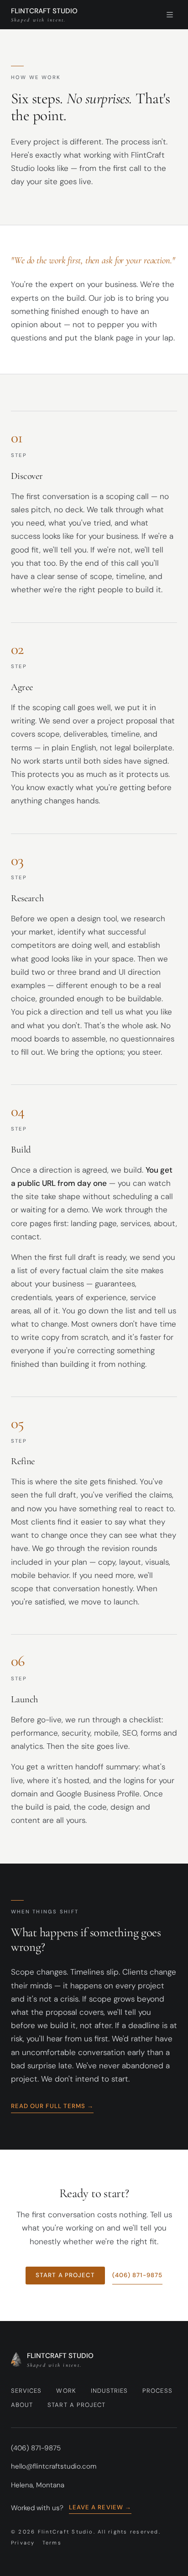 FLINTCRAFT STUDIO
Shaped with intent.
HOW WE WORK
Six steps. No surprises. That's
the point.
Every project is different. The process isn't.
Here's exactly what working with FlintCraft
Studio looks like — from the first call to the
day your site goes live.
"We do the work first, then ask for your reaction."
You're the expert on your business. We're the
experts on the build. Our job is to bring you
something finished enough to have an
opinion about — not to pepper you with
questions and put the blank page in your lap.
01
STEP
Discover
The first conversation is a scoping call — no
sales pitch, no deck. We talk through what
you need, what you've tried, and what
success looks like for your business. If we're a
good fit, we'll tell you. If we're not, we'll tell
you that too. By the end of this call you'll
have a clear sense of scope, timeline, and
whether we're the right people to build it.
02
STEP
Agree
If the scoping call goes well, we put it in
writing. We send over a project proposal that
covers scope, deliverables, timeline, and
terms — in plain English, not legal boilerplate.
No work starts until both sides have signed.
This protects you as much as it protects us.
You know exactly what you're getting before
anything changes hands.
03
STEP
Research
Before we open a design tool, we research
your market, identify what successful
competitors are doing well, and establish
what good looks like in your space. Then we
build two or three brand and UI direction
examples — different enough to be a real
choice, grounded enough to be buildable.
You pick a direction and tell us what you like
and what you don't. That's the whole ask. No
mood boards to assemble, no questionnaires
to fill out. We bring the options; you steer.
04
STEP
Build
Once a direction is agreed, we build. You get
a public URL from day one — you can watch
the site take shape without scheduling a call
or waiting for a demo. We work through the
core pages first: landing page, services, about,
contact.
When the first full draft is ready, we send you
a list of every factual claim the site makes
about your business — guarantees,
credentials, years of experience, service
areas, all of it. You go down the list and tell us
what to change. Most owners don't have time
to write copy from scratch, and it's faster for
everyone if you're correcting something
finished than building it from nothing.
05
STEP
Refine
This is where the site gets finished. You've
seen the full draft, you've verified the claims,
and now you have something real to react to.
Most clients find it easier to say what they
want to change once they can see what they
have. We go through the revision rounds
included in your plan — copy, layout, visuals,
mobile behavior. If you need more, we'll
scope that conversation honestly. When
you're satisfied, we move to launch.
06
STEP
Launch
Before go-live, we run through a checklist:
performance, security, mobile, SEO, forms and
analytics. Then the site goes live.
You get a written handoff summary: what's
live, where it's hosted, and the logins for your
domain and Google Business Profile. Once
the build is paid, the code, design and
content are all yours.
WHEN THINGS SHIFT
What happens if something goes
wrong?
Scope changes. Timelines slip. Clients change
their minds — it happens on every project
and it's not a crisis. If scope grows beyond
what the proposal covers, we'll tell you
before we build it, not after. If a deadline is at
risk, you'll hear from us first. We'd rather have
an uncomfortable conversation early than a
bad surprise late. We've never abandoned a
project. We don't intend to start.
READ OUR FULL TERMS →
Ready to start?
The first conversation costs nothing. Tell us
what you're working on and we'll tell you
honestly whether we're the right fit.
START A PROJECT (406) 871-9875
FLINTCRAFT STUDIO
Shaped with intent.
SERVICES WORK INDUSTRIES PROCESS
ABOUT START A PROJECT
(406) 871-9875
hello@flintcraftstudio.com
Helena, Montana
Worked with us? LEAVE A REVIEW →
© 2026 FlintCraft Studio. All rights reserved.
Privacy Terms